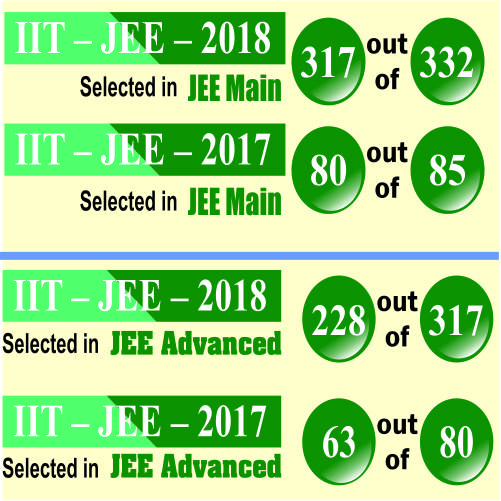 IIT – JEE – 2018
Selected in JEE Main
317 out of 332
IIT – JEE – 2017
Selected in JEE Main
80 out of 85
IIT – JEE – 2018
Selected in JEE Advanced
228 out of 317
IIT – JEE – 2017
Selected in JEE Advanced
63 out of 80